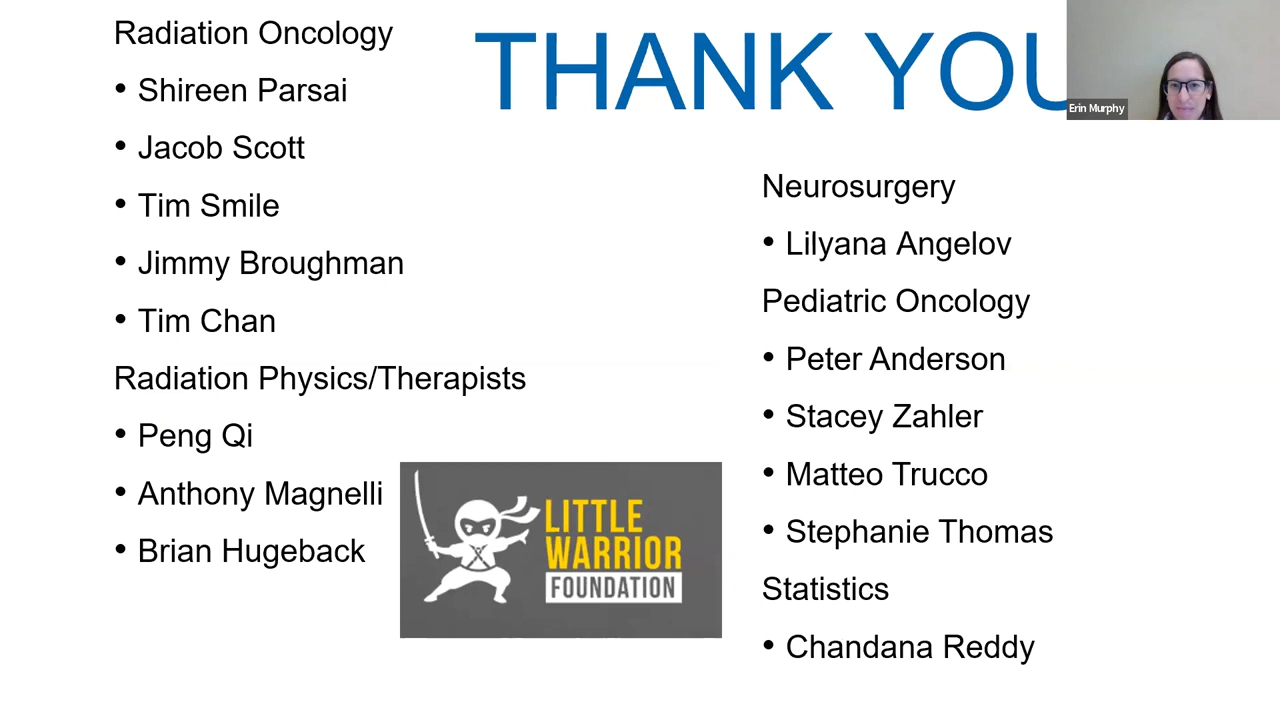 Radiation Oncology
• Shireen Parsai
• Jacob Scott
• Tim Smile
• Jimmy Broughman
• Tim Chan
Radiation Physics/Therapists
• Peng Qi
• Anthony Magnelli
• Brian Hugeback
THANK YOU
Erin Murphy
Neurosurgery
• Lilyana Angelov
Pediatric Oncology
• Peter Anderson
• Stacey Zahler
• Matteo Trucco
• Stephanie Thomas
Statistics
• Chandana Reddy
LITTLE
WARRIOR
FOUNDATION